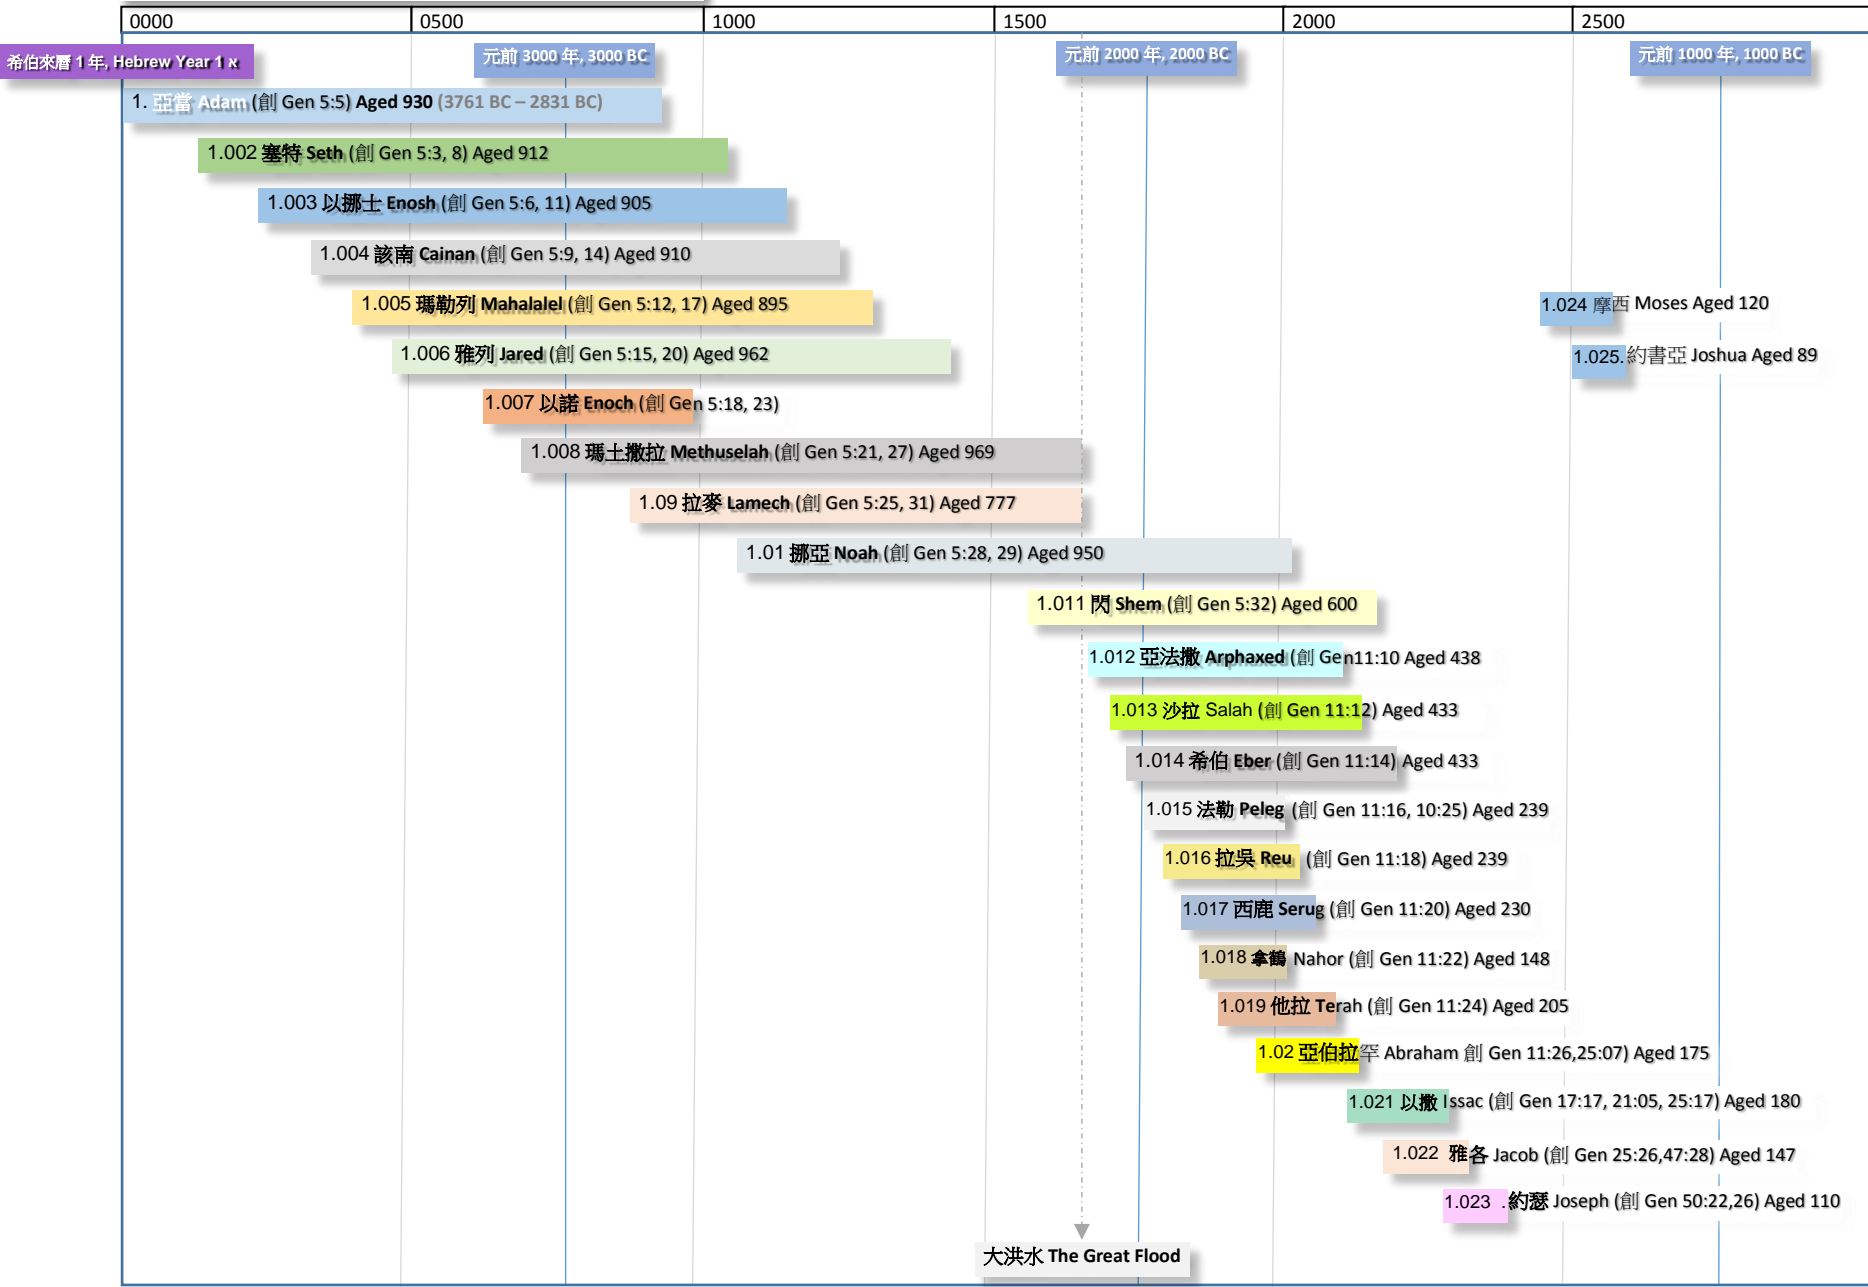 0000 0500 1000 1500 2000 2500
希伯來曆 1 年, Hebrew Year 1 א
元前 3000 年, 3000 BC
元前 2000 年, 2000 BC
元前 1000 年, 1000 BC
1. 亞當 Adam (創 Gen 5:5) Aged 930 (3761 BC – 2831 BC)
1.002 塞特 Seth (創 Gen 5:3, 8) Aged 912
1.003 以挪士 Enosh (創 Gen 5:6, 11) Aged 905
1.004 該南 Cainan (創 Gen 5:9, 14) Aged 910
1.005 瑪勒列 Mahalalel (創 Gen 5:12, 17) Aged 895
1.024 摩西 Moses Aged 120
1.006 雅列 Jared (創 Gen 5:15, 20) Aged 962
1.025. 約書亞 Joshua Aged 89
1.007 以諾 Enoch (創 Gen 5:18, 23)
1.008 瑪土撒拉 Methuselah (創 Gen 5:21, 27) Aged 969
1.09 拉麥 Lamech (創 Gen 5:25, 31) Aged 777
1.01 挪亞 Noah (創 Gen 5:28, 29) Aged 950
1.011 閃 Shem (創 Gen 5:32) Aged 600
1.012 亞法撒 Arphaxed (創 Gen11:10 Aged 438
1.013 沙拉 Salah (創 Gen 11:12) Aged 433
1.014 希伯 Eber (創 Gen 11:14) Aged 433
1.015 法勒 Peleg (創 Gen 11:16, 10:25) Aged 239
1.016 拉吳 Reu (創 Gen 11:18) Aged 239
1.017 西鹿 Serug (創 Gen 11:20) Aged 230
1.018 拿鶴 Nahor (創 Gen 11:22) Aged 148
1.019 他拉 Terah (創 Gen 11:24) Aged 205
1.02 亞伯拉罕 Abraham 創 Gen 11:26,25:07) Aged 175
1.021 以撒 Issac (創 Gen 17:17, 21:05, 25:17) Aged 180
1.022 雅各 Jacob (創 Gen 25:26,47:28) Aged 147
1.023 .約瑟 Joseph (創 Gen 50:22,26) Aged 110
大洪水 The Great Flood